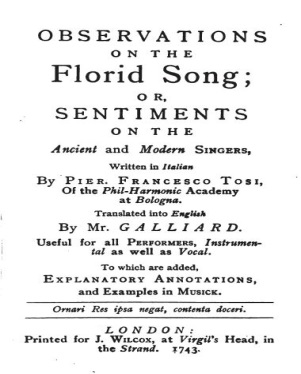 OBSERVATIONS
ON THE
Florid Song;
OR,
SENTIMENTS
ON THE
Ancient and Modern SINGERS,
Written in Italian
By PIER. FRANCESCO TOSI,
Of the Phil-Harmonic Academy
at Bologna.
Translated into English
By Mr. GALLIARD.
Useful for all PERFORMERS, Instrumen-
tal as well as Vocal.
To which are added,
EXPLANATORY ANNOTATIONS,
and Examples in MUSICK.
Ornari Res ipsa negat, contenta doceri.
LONDON:
Printed for J. WILCOX, at Virgil's Head, in
the Strand. 1743.